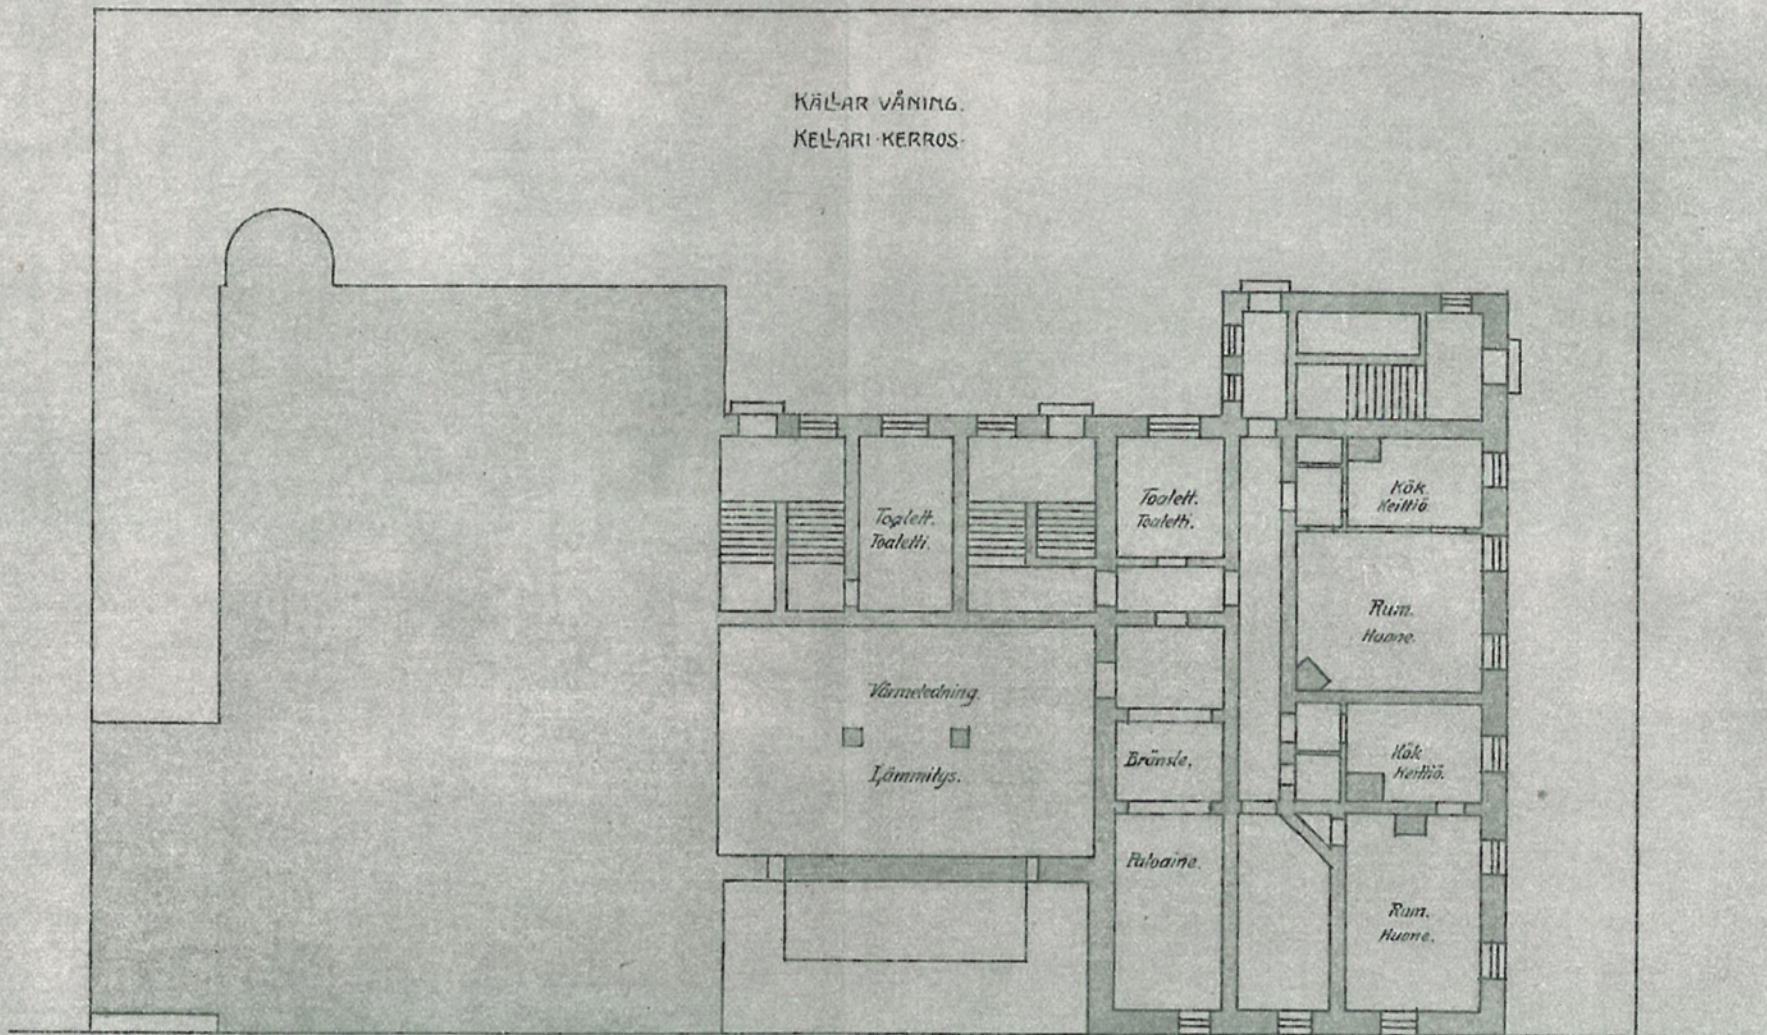 KÄLLAR VÅNING.
KELLARI-KERROS.
Toalett.
Toaletti.
Toalett.
Toaletti.
Kök.
Keittiö
Rum.
Huone.
Värmeledning.
Lämmitys.
Bränsle.
Kök
Keittiö.
Poloaine.
Rum.
Huone.